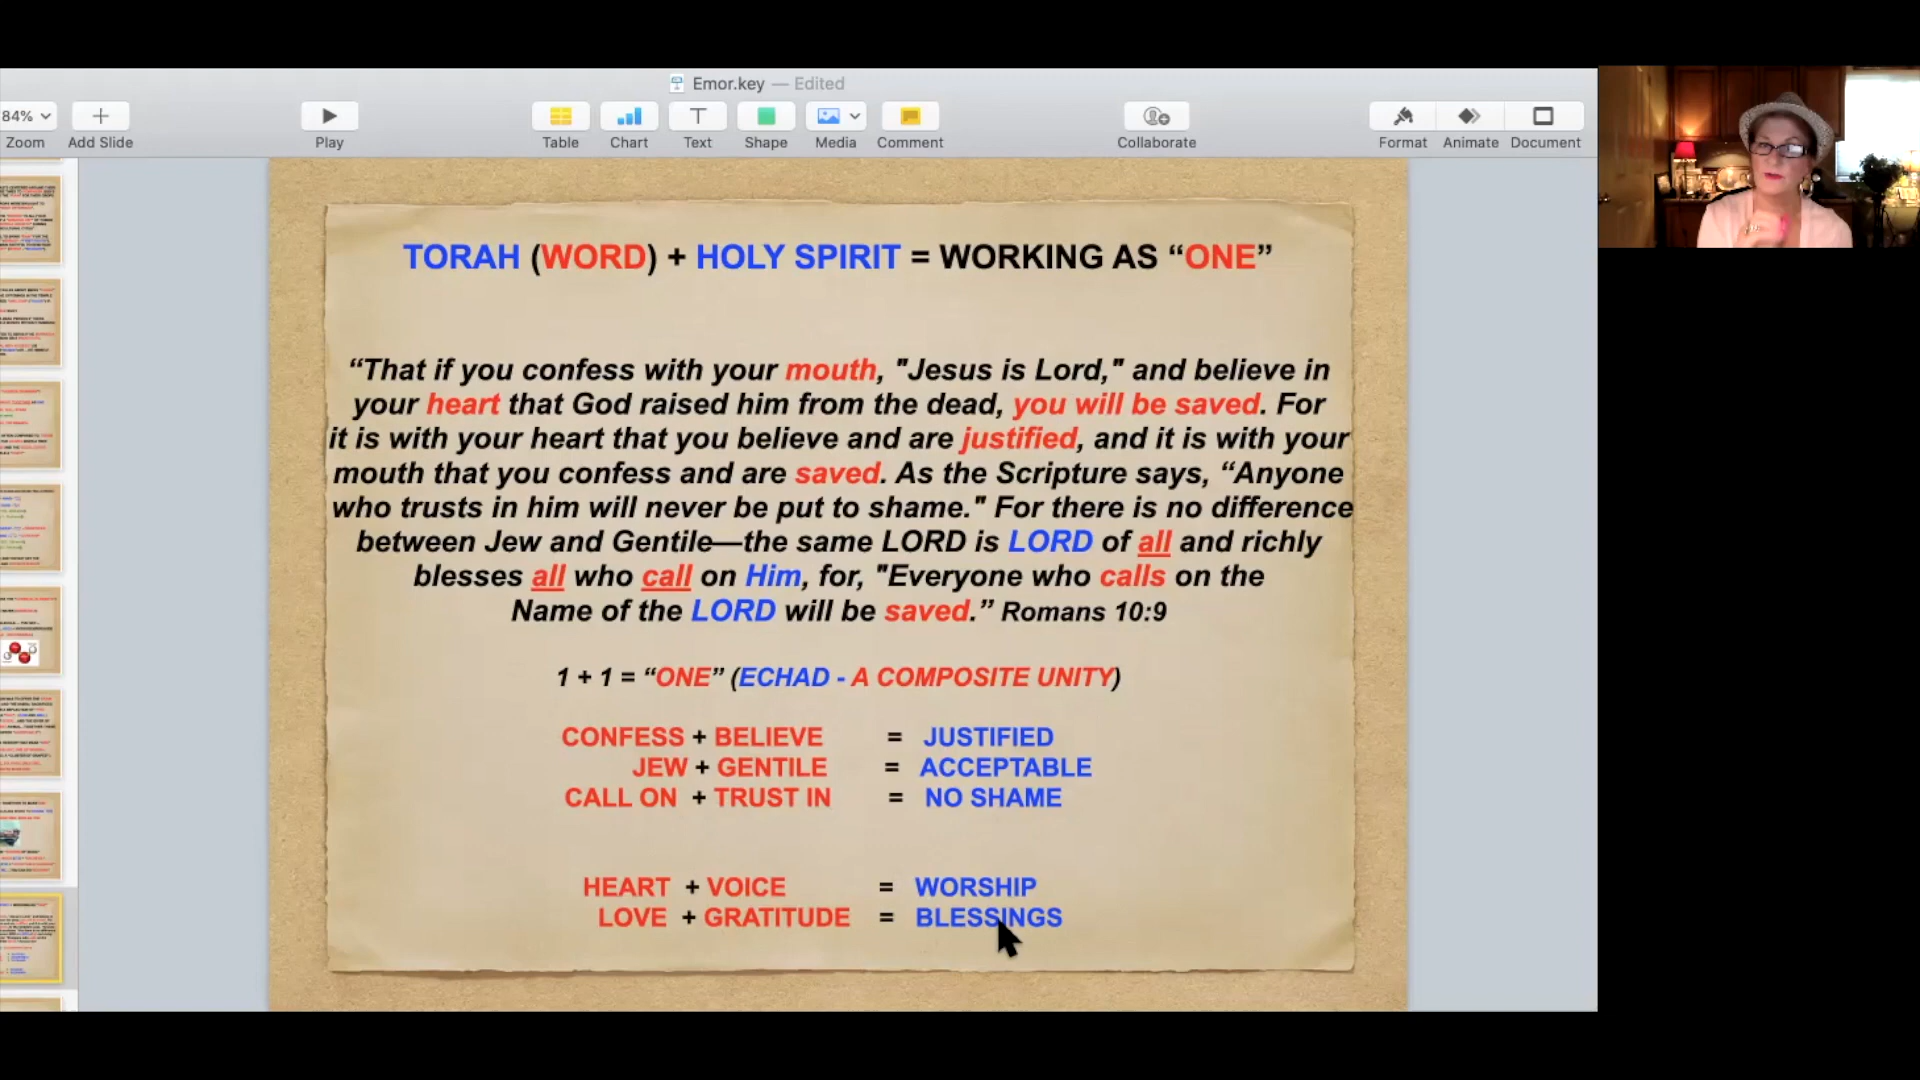 Emor.key — Edited
84%
Zoom
Add Slide
Play
Table
Chart
Text
Shape
Media
Comment
Collaborate
Format
Animate
Document
TORAH (WORD) + HOLY SPIRIT = WORKING AS “ONE”
“That if you confess with your mouth, "Jesus is Lord," and believe in
your heart that God raised him from the dead, you will be saved. For
it is with your heart that you believe and are justified, and it is with your
mouth that you confess and are saved. As the Scripture says, “Anyone
who trusts in him will never be put to shame." For there is no difference
between Jew and Gentile—the same LORD is LORD of all and richly
blesses all who call on Him, for, "Everyone who calls on the
Name of the LORD will be saved.” Romans 10:9
1 + 1 = “ONE” (ECHAD - A COMPOSITE UNITY)
CONFESS + BELIEVE = JUSTIFIED
JEW + GENTILE = ACCEPTABLE
CALL ON + TRUST IN = NO SHAME
HEART + VOICE = WORSHIP
LOVE + GRATITUDE = BLESSINGS